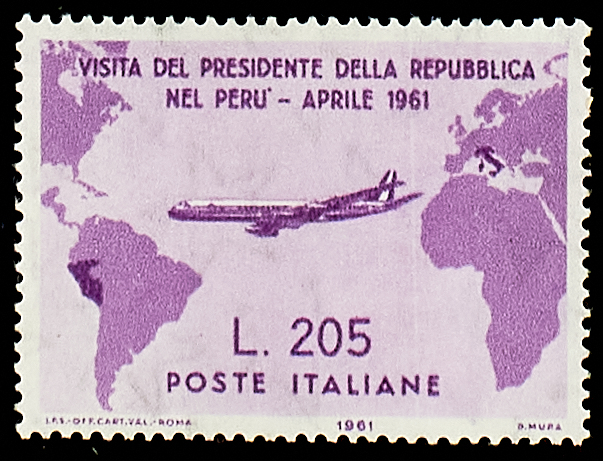 VISITA DEL PRESIDENTE DELLA REPUBBLICA
NEL PERU' - APRILE 1961
L. 205
POSTE ITALIANE
I.P.S.-OFF.CART.VAL.-ROMA 1961 D. MURA